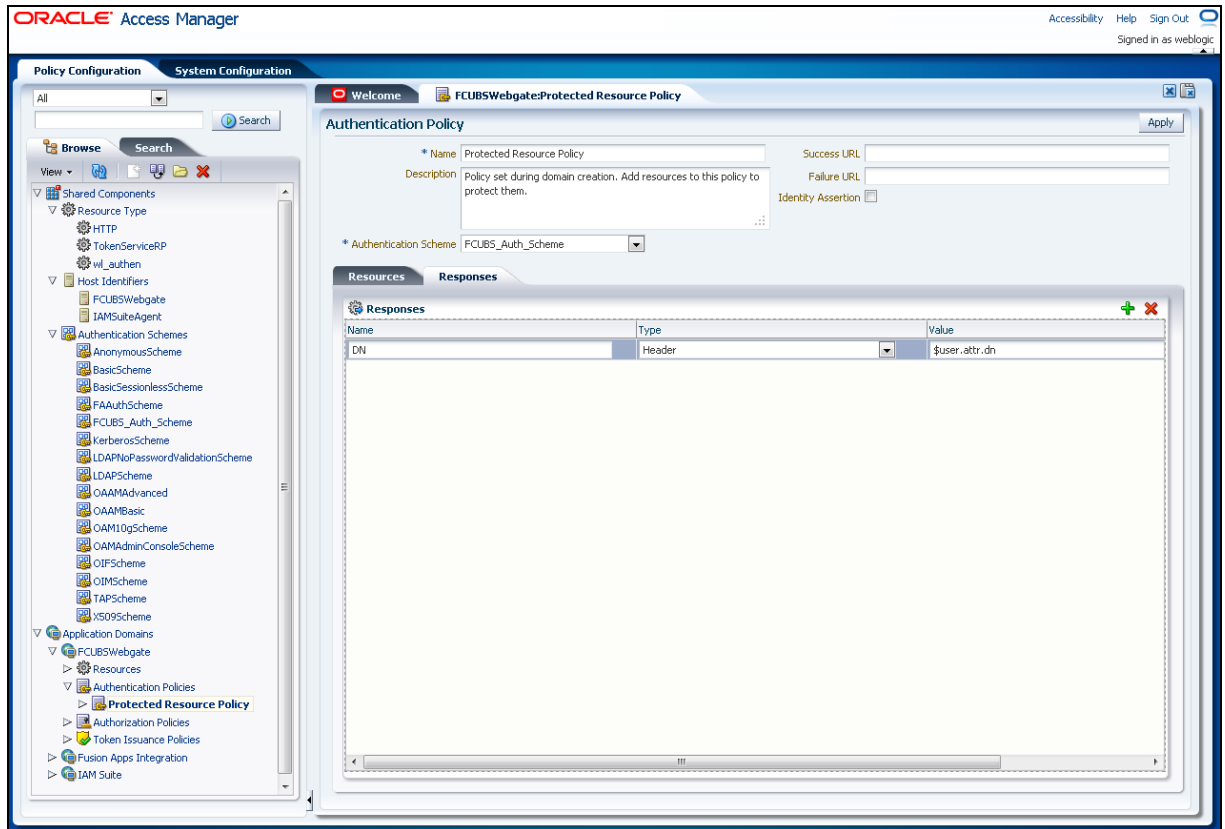 ORACLE Access Manager
Accessibility Help Sign Out
Signed in as weblogic
Policy Configuration System Configuration
All
Search
Browse Search
View
Shared Components
Resource Type
HTTP
TokenServiceRP
wl_authen
Host Identifiers
FCUBSWebgate
IAMSuiteAgent
Authentication Schemes
AnonymousScheme
BasicScheme
BasicSessionlessScheme
FAAuthScheme
FCUBS_Auth_Scheme
KerberosScheme
LDAPNoPasswordValidationScheme
LDAPScheme
OAAMAdvanced
OAAMBasic
OAM10gScheme
OAMAdminConsoleScheme
OIFScheme
OIMScheme
TAPScheme
X509Scheme
Application Domains
FCUBSWebgate
Resources
Authentication Policies
Protected Resource Policy
Authorization Policies
Token Issuance Policies
Fusion Apps Integration
IAM Suite
Welcome FCUBSWebgate:Protected Resource Policy
Authentication Policy Apply
* Name Protected Resource Policy Success URL
Description Policy set during domain creation. Add resources to this policy to protect them.
Failure URL
Identity Assertion
* Authentication Scheme FCUBS_Auth_Scheme
Resources Responses
Responses
Name Type Value
DN Header $user.attr.dn